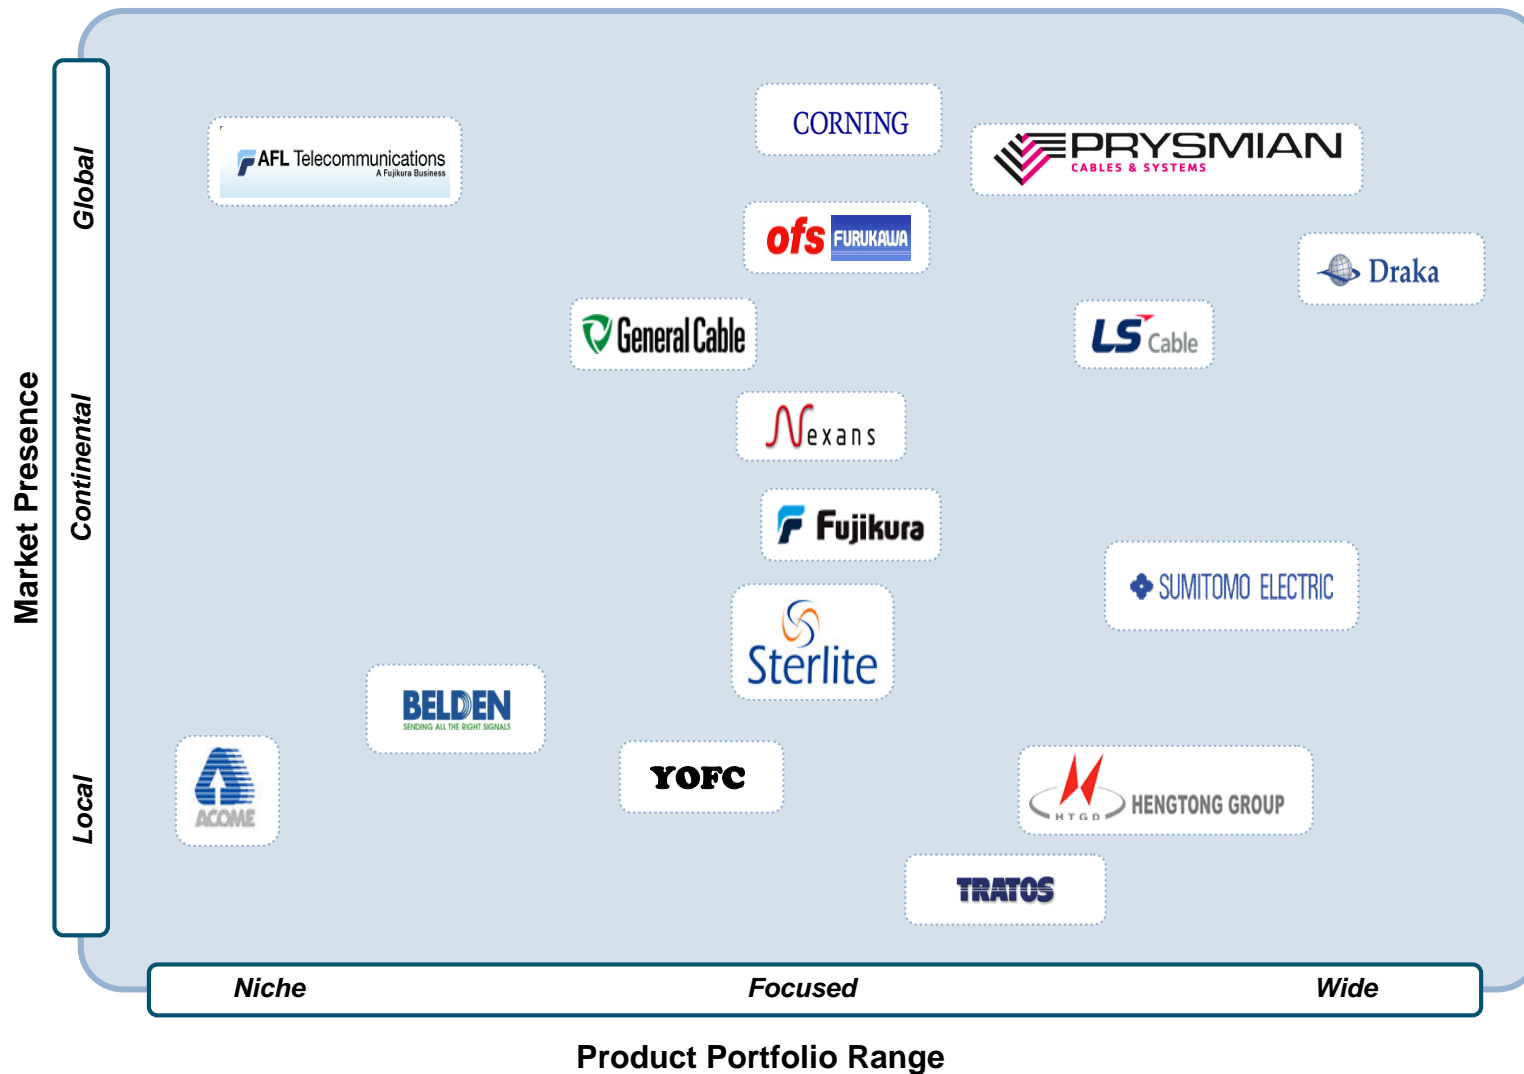 CORNING
AFL Telecommunications
A Fujikura Business
PRYSMIAN
CABLES & SYSTEMS
ofs FURUKAWA
Draka
General Cable
LS Cable
Nexans
Fujikura
SUMITOMO ELECTRIC
Sterlite
BELDEN
SENDING ALL THE RIGHT SIGNALS
YOFC
ACOME
HTGD HENGTONG GROUP
TRATOS
Market Presence
Global
Continental
Local
Niche Focused Wide
Product Portfolio Range